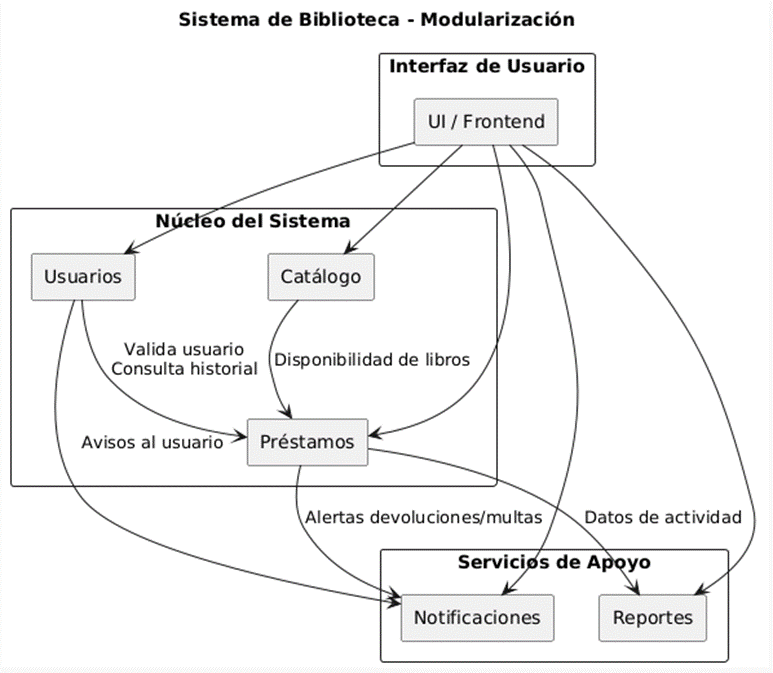 Sistema de Biblioteca - Modularización
Interfaz de Usuario
UI / Frontend
Núcleo del Sistema
Usuarios
Catálogo
Valida usuario
Consulta historial
Disponibilidad de libros
Avisos al usuario
Préstamos
Alertas devoluciones/multas
Datos de actividad
Servicios de Apoyo
Notificaciones
Reportes